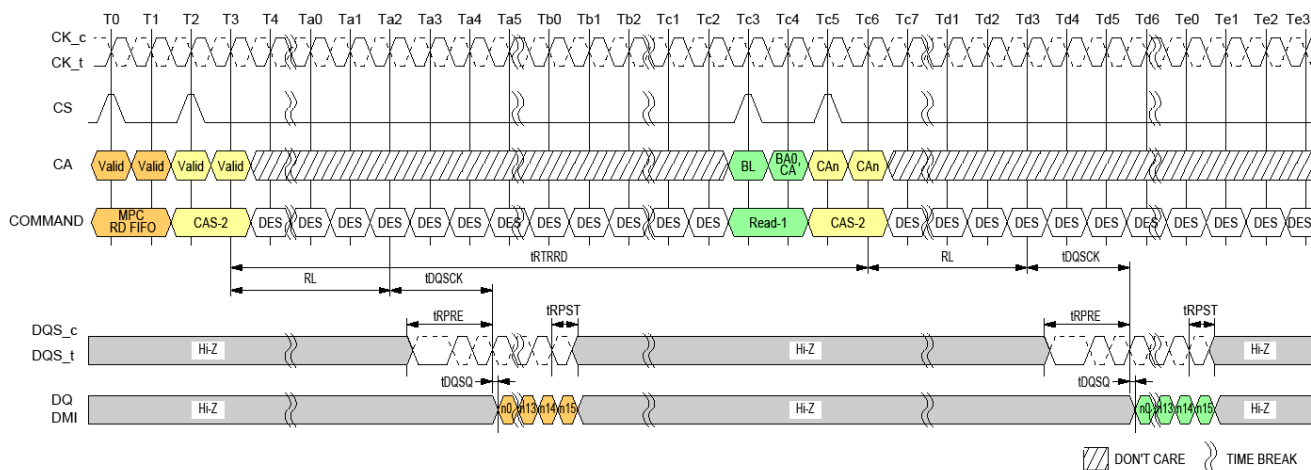 T0 T1 T2 T3 T4 Ta0 Ta1 Ta2 Ta3 Ta4 Ta5 Tb0 Tb1 Tb2 Tc1 Tc2 Tc3 Tc4 Tc5 Tc6 Tc7 Td1 Td2 Td3 Td4 Td5 Td6 Te0 Te1 Te2 Te3
CK_c
CK_t
CS
CA Valid Valid Valid Valid BL BA0, CA CAn CAn
COMMAND MPC RD FIFO CAS-2 DES DES DES DES DES DES DES DES DES DES DES DES Read-1 CAS-2 DES DES DES DES DES DES DES DES DES DES DES
tRTRRD
RL tDQSCK RL tDQSCK
tRPRE tRPST tRPRE tRPST
DQS_c
DQS_t Hi-Z Hi-Z Hi-Z
tDQSQ tDQSQ
DQ
DMI Hi-Z n0 n13 n14 n15 Hi-Z n0 n13 n14 n15 Hi-Z
DON'T CARE TIME BREAK